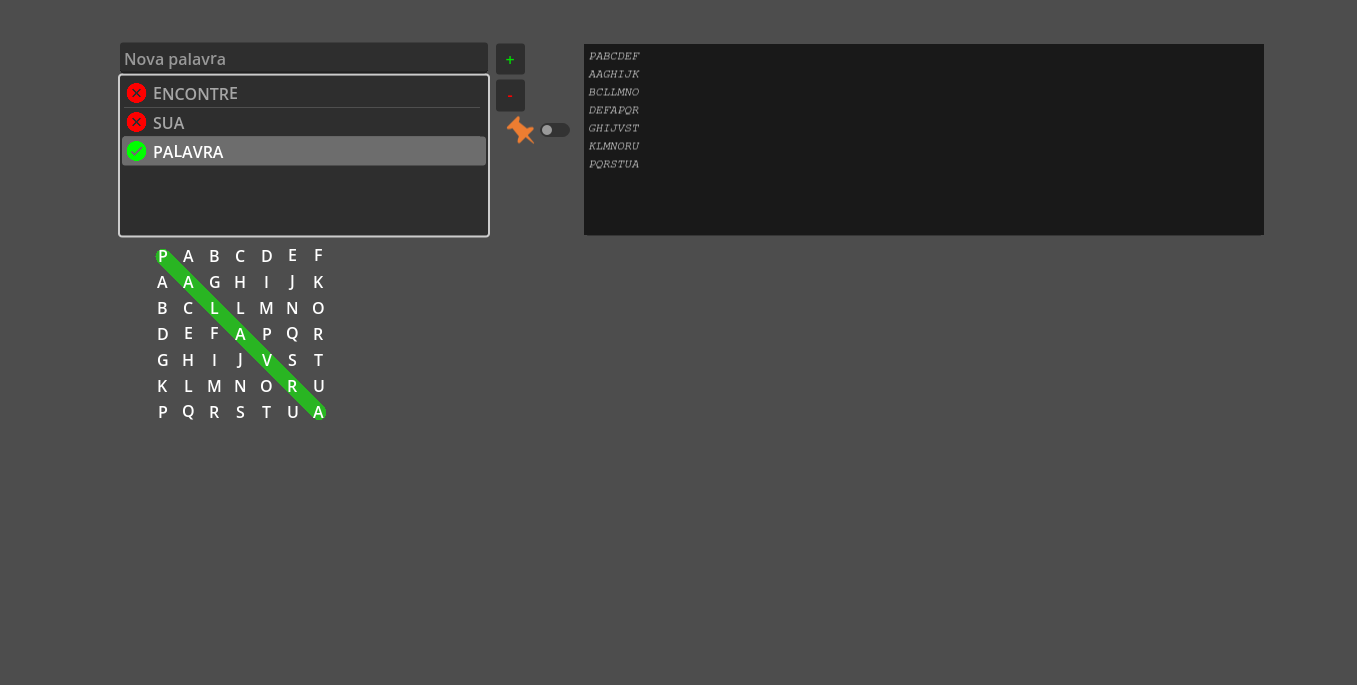 Nova palavra
+
ENCONTRE
-
SUA
PALAVRA
PABCDEF
AAGHIJK
BCLLMNO
DEFAPQR
GHIJVST
KLMNORU
PQRSTUA
P A B C D E F
A A G H I J K
B C L L M N O
D E F A P Q R
G H I J V S T
K L M N O R U
P Q R S T U A